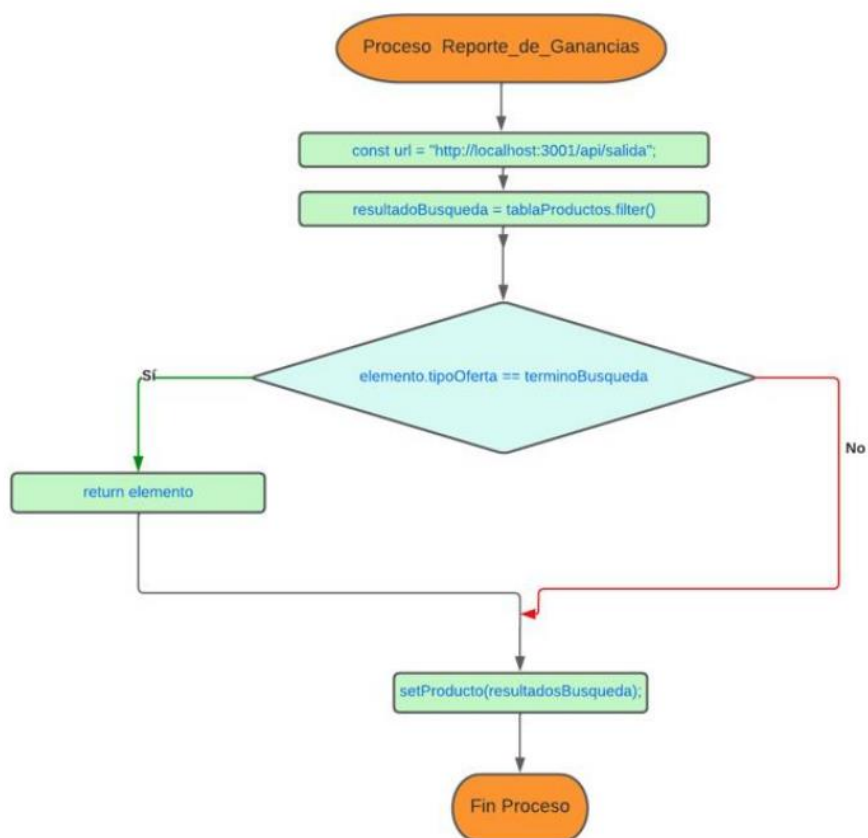 Proceso Reporte_de_Ganancias
const url = "http://localhost:3001/api/salida";
resultadoBusqueda = tablaProductos.filter()
elemento.tipoOferta == terminoBusqueda
Sí
No
return elemento
setProducto(resultadosBusqueda);
Fin Proceso